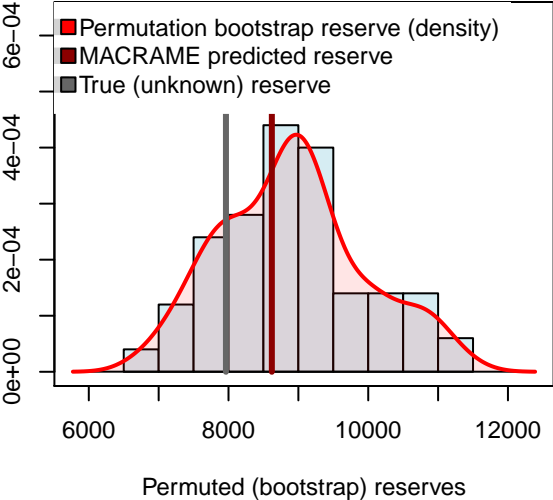 Permutation bootstrap reserve (density)
MACRAME predicted reserve
True (unknown) reserve
6e-04
4e-04
2e-04
0e+00
6000 8000 10000 12000
Permuted (bootstrap) reserves